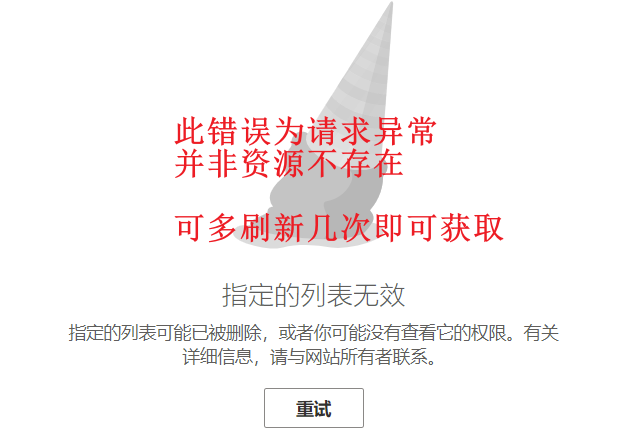 此错误为请求异常
并非资源不存在
可多刷新几次即可获取
指定的列表无效
指定的列表可能已被删除，或者你可能没有查看它的权限。有关
详细信息，请与网站所有者联系。
重试